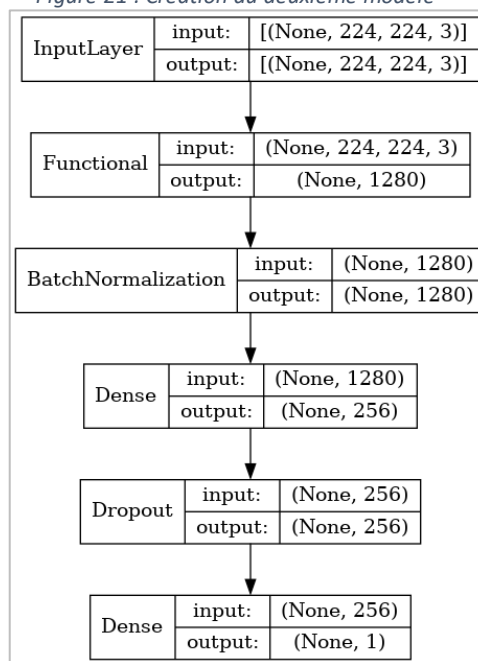 Figure 21 : Création du deuxième modèle
InputLayer
input: [(None, 224, 224, 3)]
output: [(None, 224, 224, 3)]
Functional
input: (None, 224, 224, 3)
output: (None, 1280)
BatchNormalization
input: (None, 1280)
output: (None, 1280)
Dense
input: (None, 1280)
output: (None, 256)
Dropout
input: (None, 256)
output: (None, 256)
Dense
input: (None, 256)
output: (None, 1)